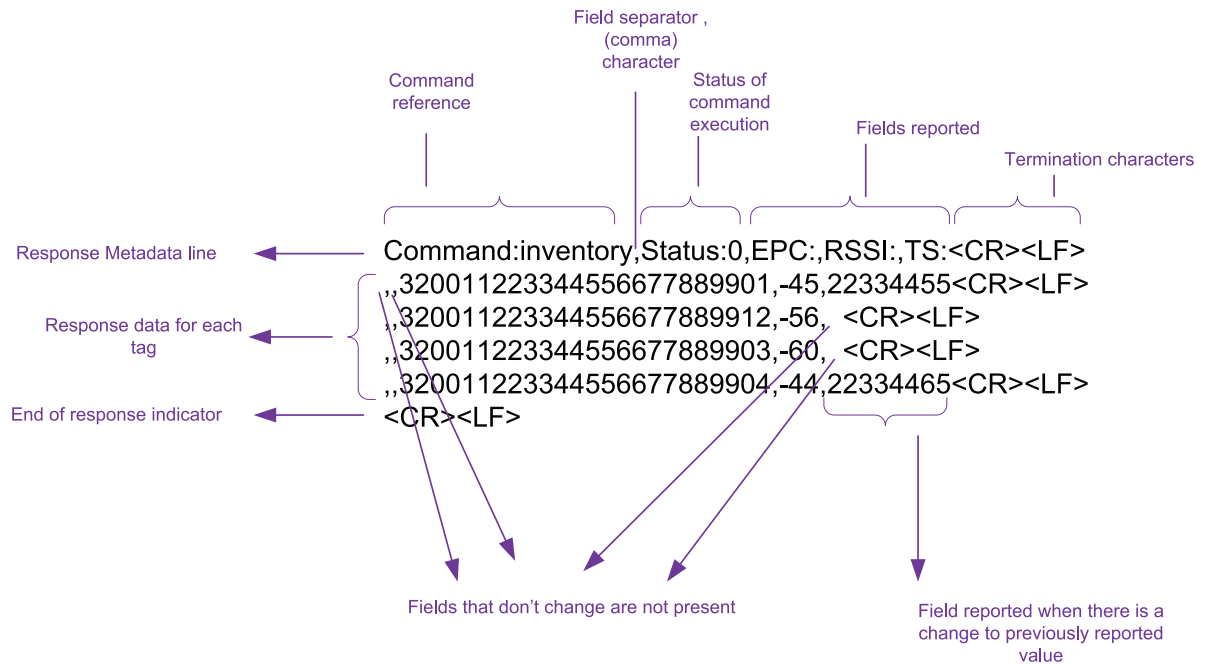 Field separator ,
(comma)
character
Command
reference
Status of
command
execution
Fields reported
Termination characters
Response Metadata line
Command:inventory,Status:0,EPC:,RSSI:,TS:<CR><LF>
,,320011223344556677889901,-45,22334455<CR><LF>
Response data for each
tag
,,320011223344556677889912,-56, <CR><LF>
,,320011223344556677889903,-60, <CR><LF>
,,320011223344556677889904,-44,22334465<CR><LF>
End of response indicator
<CR><LF>
Fields that don't change are not present
Field reported when there is a
change to previously reported
value